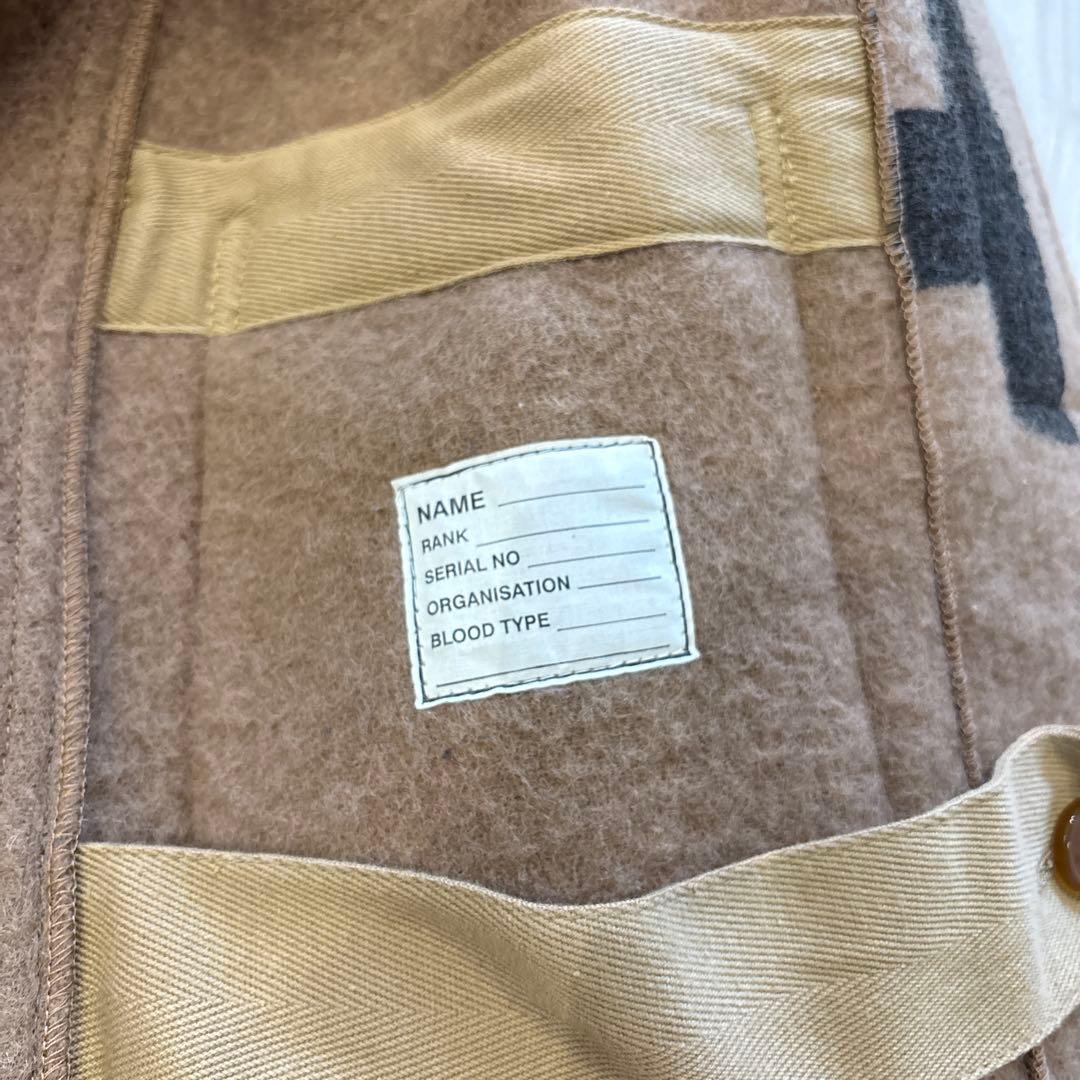 NAME
RANK
SERIAL NO
ORGANISATION
BLOOD TYPE